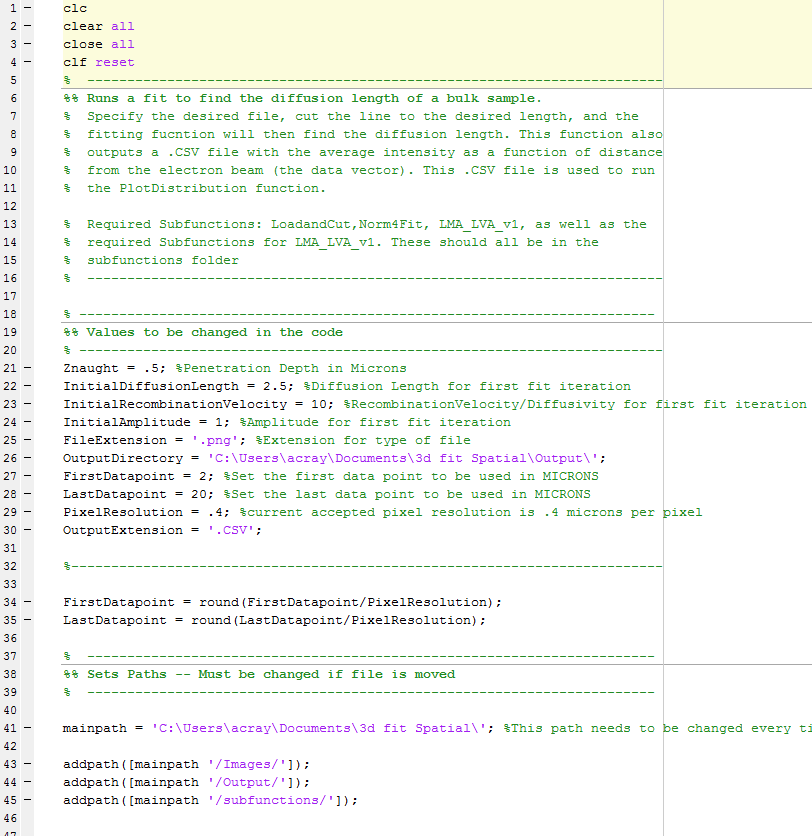 1 - clc
2 - clear all
3 - close all
4 - clf reset
5 % ------------------------------------------------------------------------
6 %% Runs a fit to find the diffusion length of a bulk sample.
7 % Specify the desired file, cut the line to the desired length, and the
8 % fitting fucntion will then find the diffusion length. This function also
9 % outputs a .CSV file with the average intensity as a function of distance
10 % from the electron beam (the data vector). This .CSV file is used to run
11 % the PlotDistribution function.
12
13 % Required Subfunctions: LoadandCut,Norm4Fit, LMA_LVA_v1, as well as the
14 % required Subfunctions for LMA_LVA_v1. These should all be in the
15 % subfunctions folder
16 % ------------------------------------------------------------------------
17
18 % ------------------------------------------------------------------------
19 %% Values to be changed in the code
20 % -------------------------------------------------------------------------
21 - Znaught = .5; %Penetration Depth in Microns
22 - InitialDiffusionLength = 2.5; %Diffusion Length for first fit iteration
23 - InitialRecombinationVelocity = 10; %RecombinationVelocity/Diffusivity for first fit iteration
24 - InitialAmplitude = 1; %Amplitude for first fit iteration
25 - FileExtension = '.png'; %Extension for type of file
26 - OutputDirectory = 'C:\Users\acray\Documents\3d fit Spatial\Output\';
27 - FirstDatapoint = 2; %Set the first data point to be used in MICRONS
28 - LastDatapoint = 20; %Set the last data point to be used in MICRONS
29 - PixelResolution = .4; %current accepted pixel resolution is .4 microns per pixel
30 - OutputExtension = '.CSV';
31
32 %--------------------------------------------------------------------------
33
34 - FirstDatapoint = round(FirstDatapoint/PixelResolution);
35 - LastDatapoint = round(LastDatapoint/PixelResolution);
36
37 % -----------------------------------------------------------------------
38 %% Sets Paths -- Must be changed if file is moved
39 % -----------------------------------------------------------------------
40
41 - mainpath = 'C:\Users\acray\Documents\3d fit Spatial\'; %This path needs to be changed every ti
42
43 - addpath([mainpath '/Images/']);
44 - addpath([mainpath '/Output/']);
45 - addpath([mainpath '/subfunctions/']);
46